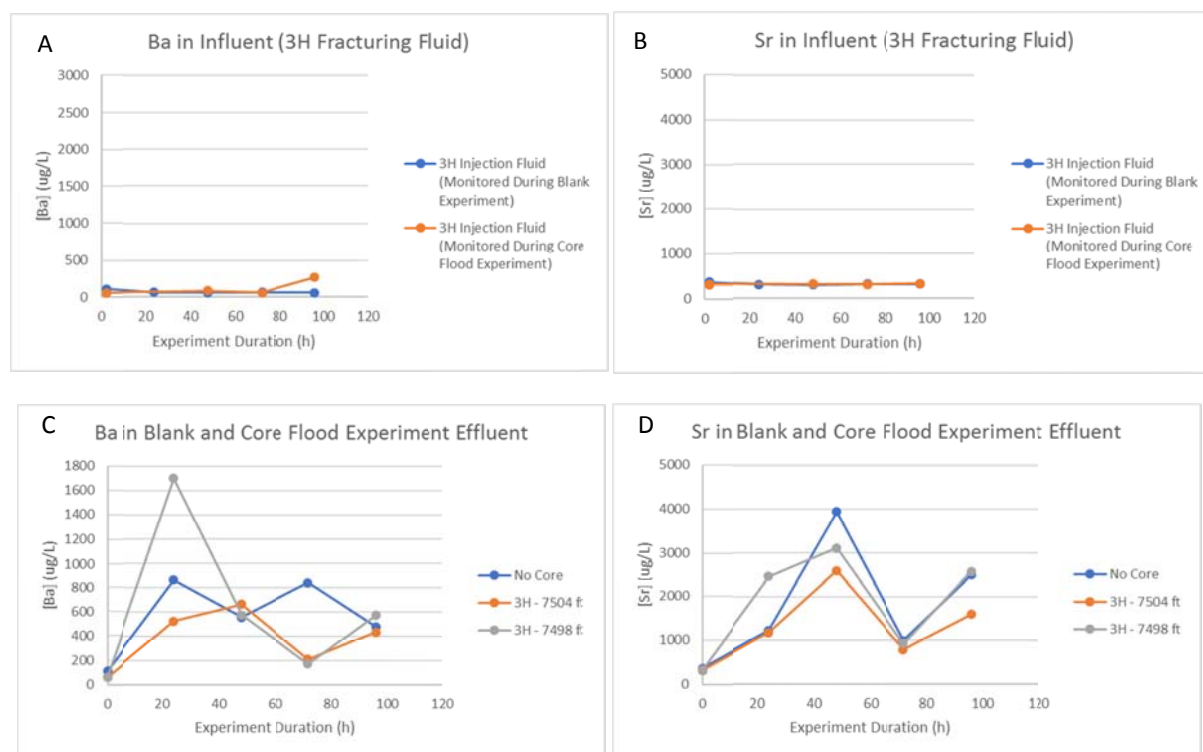 A
Ba in Influent (3H Fracturing Fluid)
3000
2500
2000
1500
1000
500
0
[Ba] (ug/L)
0 20 40 60 80 100 120
Experiment Duration (h)
3H Injection Fluid
(Monitored During Blank
Experiment)
3H Injection Fluid
(Monitored During Core
Flood Experiment)
B
Sr in Influent (3H Fracturing Fluid)
5000
4000
3000
2000
1000
0
[Sr] (ug/L)
0 20 40 60 80 100 120
Experiment Duration (h)
3H Injection Fluid
(Monitored During Blank
Experiment)
3H Injection Fluid
(Monitored During Core
Flood Experiment)
C
Ba in Blank and Core Flood Experiment Effluent
1800
1600
1400
1200
1000
800
600
400
200
0
[Ba] (ug/L)
0 20 40 60 80 100 120
Experiment Duration (h)
No Core
3H - 7504 ft
3H - 7498 ft
D
Sr in Blank and Core Flood Experiment Effluent
5000
4000
3000
2000
1000
0
[Sr] (ug/L)
0 20 40 60 80 100 120
Experiment Duration (h)
No Core
3H - 7504 ft
3H - 7498 ft